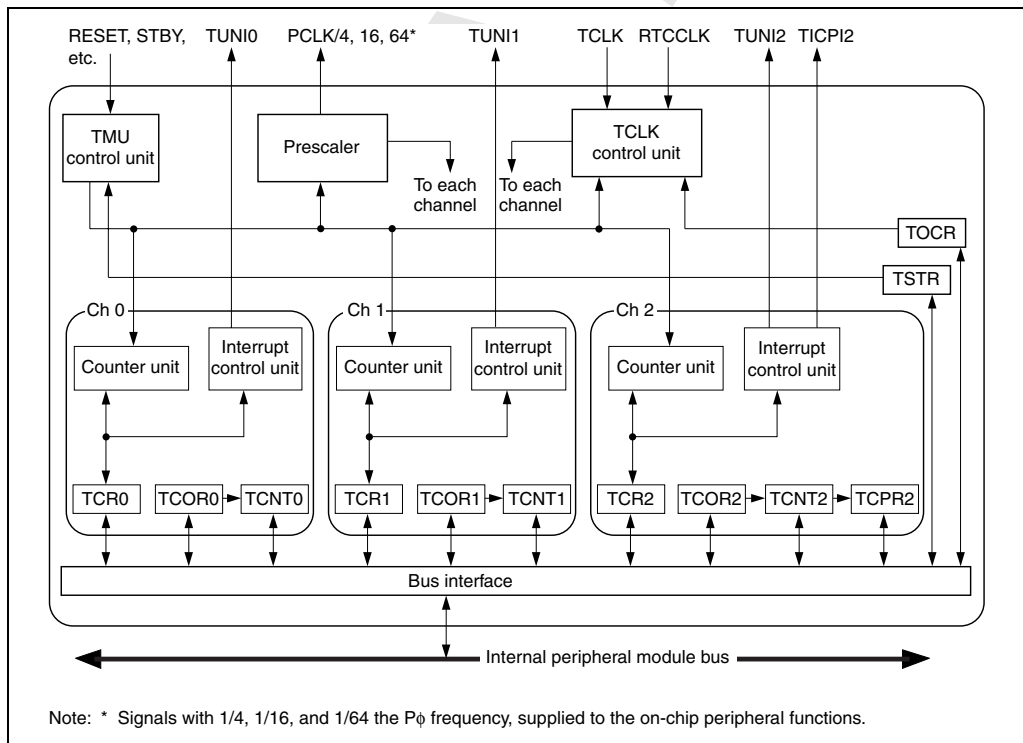 RESET, STBY, etc.
TUNI0
PCLK/4, 16, 64*
TUNI1
TCLK
RTCCLK
TUNI2
TICPI2
TMU control unit
Prescaler
TCLK control unit
To each channel
To each channel
TOCR
TSTR
Ch 0
Ch 1
Ch 2
Counter unit
Interrupt control unit
Counter unit
Interrupt control unit
Counter unit
Interrupt control unit
TCR0
TCOR0
TCNT0
TCR1
TCOR1
TCNT1
TCR2
TCOR2
TCNT2
TCPR2
Bus interface
Internal peripheral module bus
Note: * Signals with 1/4, 1/16, and 1/64 the Pϕ frequency, supplied to the on-chip peripheral functions.